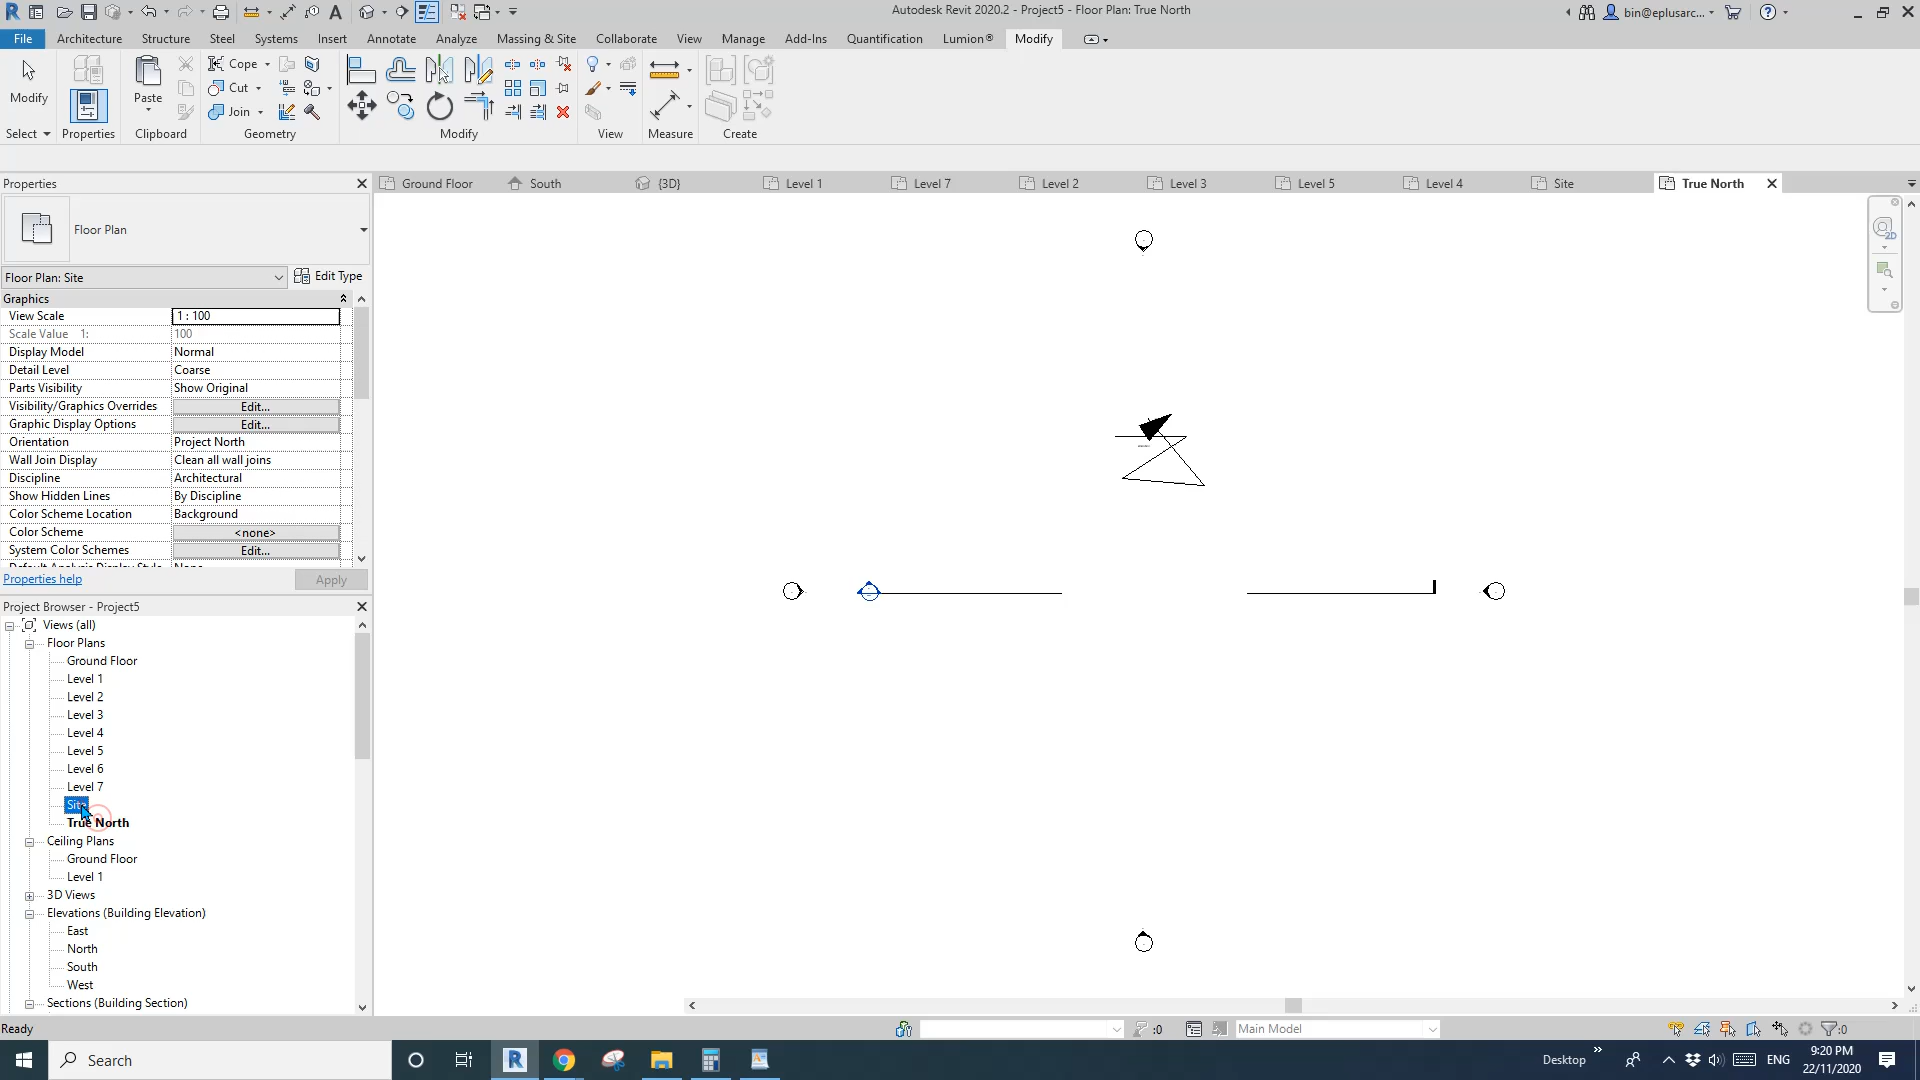 Autodesk Revit 2020.2 - Project5 - Floor Plan: True North
bin@eplusarc...
File Architecture Structure Steel Systems Insert Annotate Analyze Massing & Site Collaborate View Manage Add-Ins Quantification Lumion® Modify
Modify
Paste
Cope
Cut
Join
Select Properties Clipboard Geometry Modify View Measure Create
Properties
Ground Floor South {3D} Level 1 Level 7 Level 2 Level 3 Level 5 Level 4 Site True North
Floor Plan
Floor Plan: Site Edit Type
Graphics
View Scale 1 : 100
Scale Value 1: 100
Display Model Normal
Detail Level Coarse
Parts Visibility Show Original
Visibility/Graphics Overrides Edit...
Graphic Display Options Edit...
Orientation Project North
Wall Join Display Clean all wall joins
Discipline Architectural
Show Hidden Lines By Discipline
Color Scheme Location Background
Color Scheme <none>
System Color Schemes Edit...
Default Analysis Display Style None
Properties help Apply
Project Browser - Project5
Views (all)
Floor Plans
Ground Floor
Level 1
Level 2
Level 3
Level 4
Level 5
Level 6
Level 7
Site
True North
Ceiling Plans
Ground Floor
Level 1
3D Views
Elevations (Building Elevation)
East
North
South
West
Sections (Building Section)
2D
Ready :0 Main Model :0
Search Desktop ENG
9:20 PM
22/11/2020